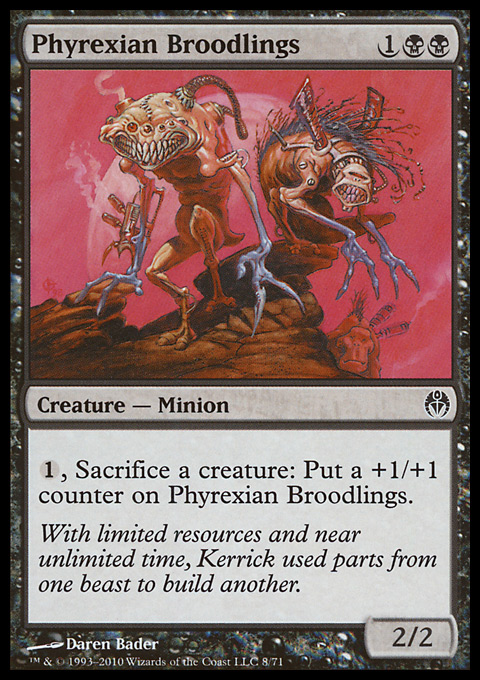 Phyrexian Broodlings 1
Creature — Minion
1, Sacrifice a creature: Put a +1/+1
counter on Phyrexian Broodlings.
With limited resources and near
unlimited time, Kerrick used parts from
one beast to build another.
Daren Bader
2/2
™ & © 1993–2010 Wizards of the Coast LLC 8/71